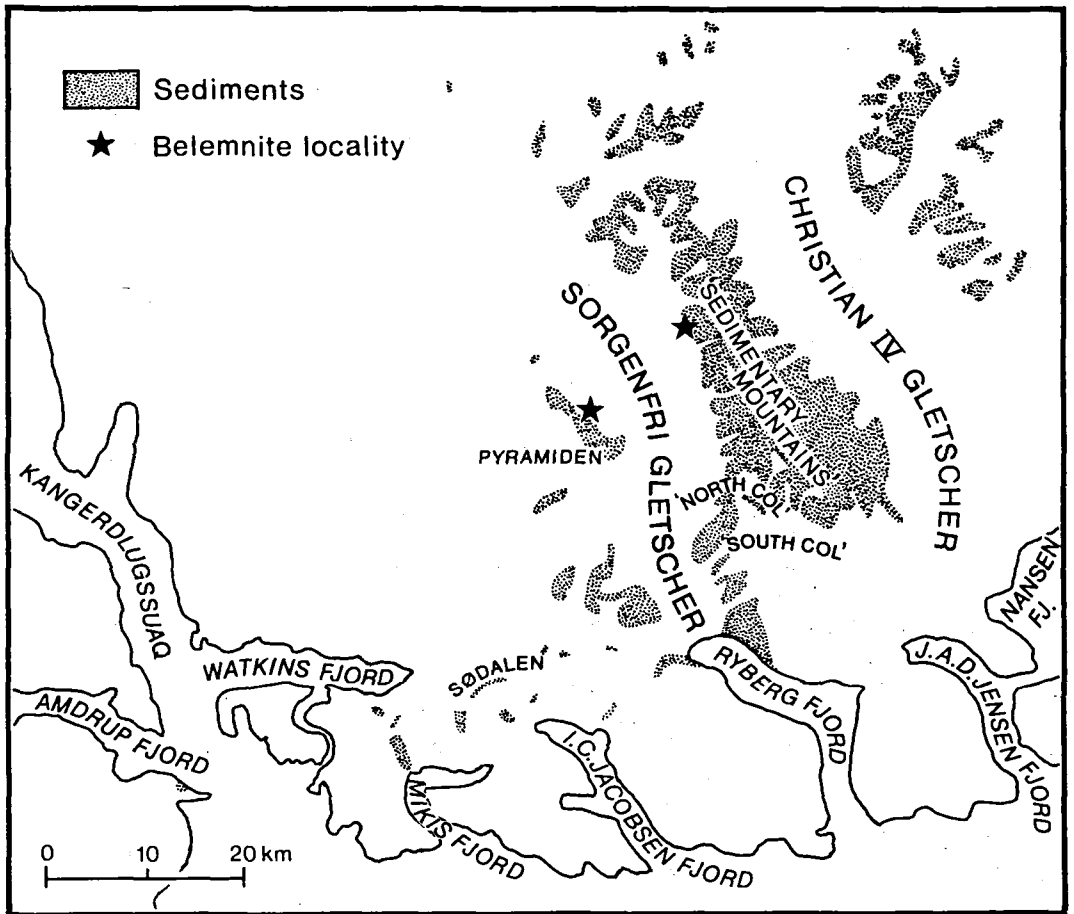 Sediments
Belemnite locality
CHRISTIAN IV GLETSCHER
SORGENFRI GLETSCHER
'SEDIMENTARY
MOUNTAINS'
PYRAMIDEN
'NORTH COL'
'SOUTH COL'
KANGERDLUGSSUAQ
NANSEN
FJ.
WATKINS FJORD
SØDALEN
RYBERG FJORD
J.A.D. JENSEN FJORD
AMDRUP FJORD
I.C. JACOBSEN FJORD
MIKIS FJORD
0 10 20 km